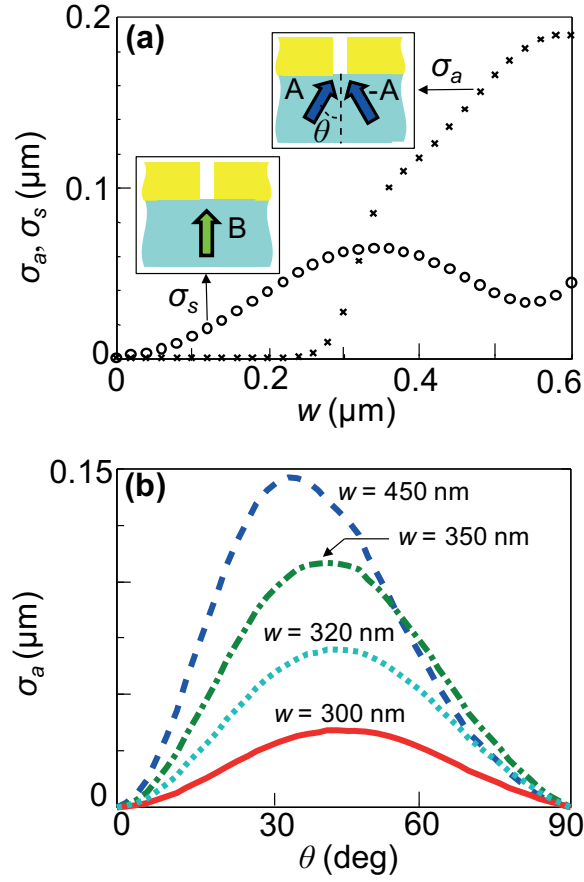 (a)
0.2
0.1
0
σa, σs (μm)
A
-A
θ
σa
B
σs
0
0.2
0.4
0.6
w (μm)
(b)
0.15
0
σa (μm)
w = 450 nm
w = 350 nm
w = 320 nm
w = 300 nm
0
30
60
90
θ (deg)